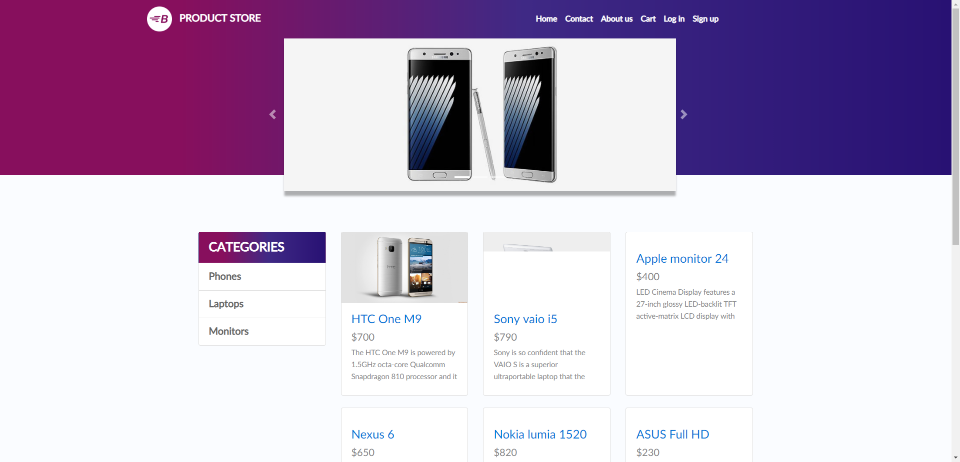 B PRODUCT STORE
Home Contact About us Cart Log in Sign up
CATEGORIES
Phones
Laptops
Monitors
HTC One M9
$700
The HTC One M9 is powered by
1.5GHz octa-core Qualcomm
Snapdragon 810 processor and it
Sony vaio i5
$790
Sony is so confident that the
VAIO S is a superior
ultraportable laptop that the
Apple monitor 24
$400
LED Cinema Display features a
27-inch glossy LED-backlit TFT
active-matrix LCD display with
Nexus 6
$650
Nokia lumia 1520
$820
ASUS Full HD
$230